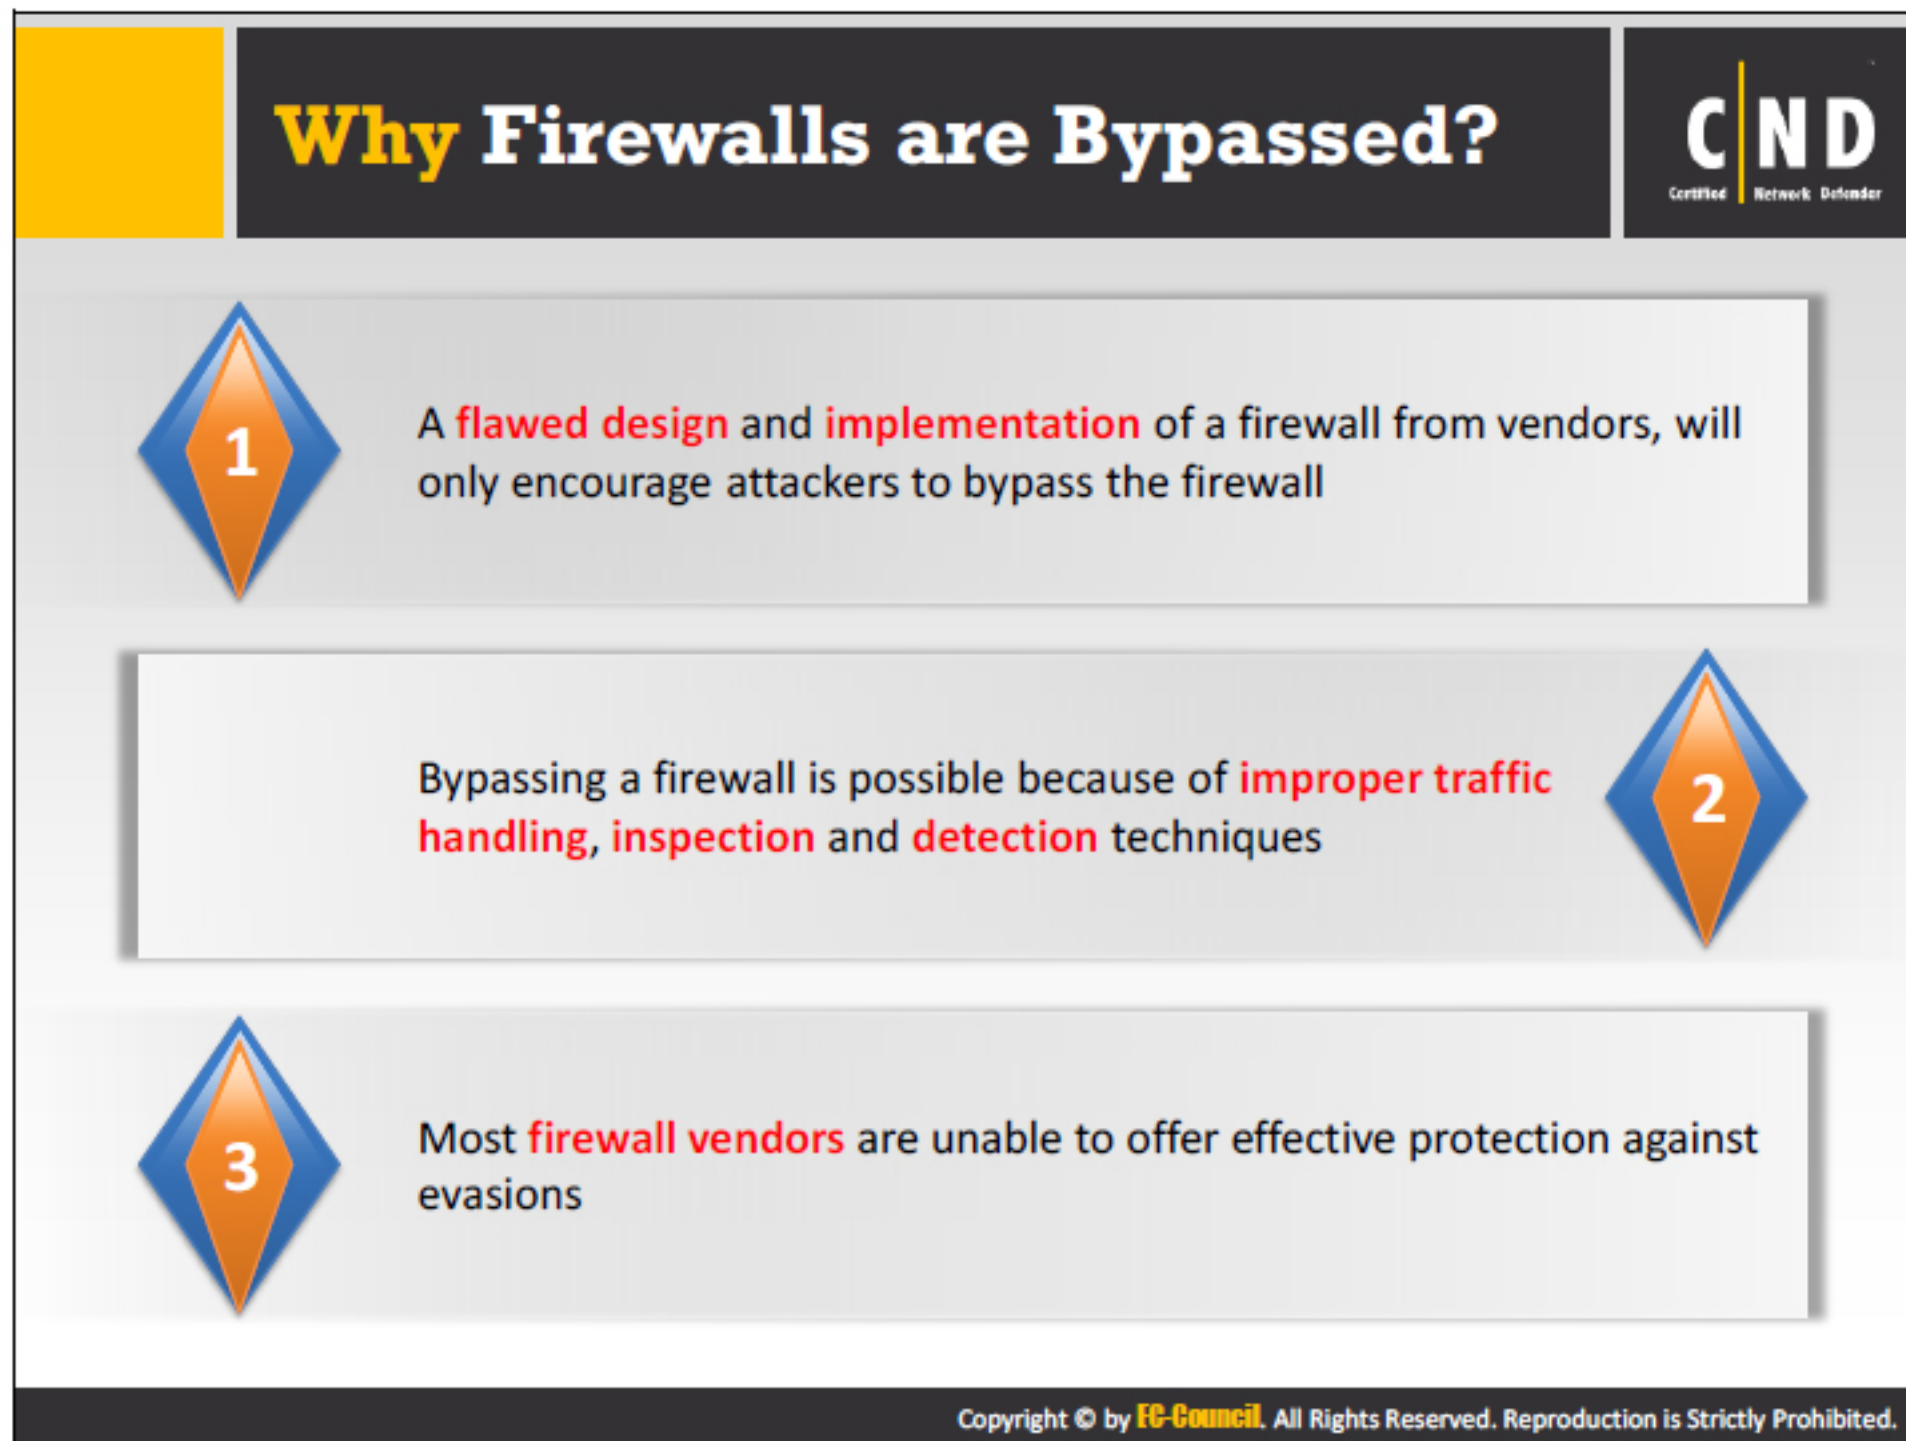 Why Firewalls are Bypassed?
C|ND
Certified Network Defender
1
A flawed design and implementation of a firewall from vendors, will
only encourage attackers to bypass the firewall
Bypassing a firewall is possible because of improper traffic
handling, inspection and detection techniques
2
3
Most firewall vendors are unable to offer effective protection against
evasions
Copyright © by EC-Council. All Rights Reserved. Reproduction is Strictly Prohibited.